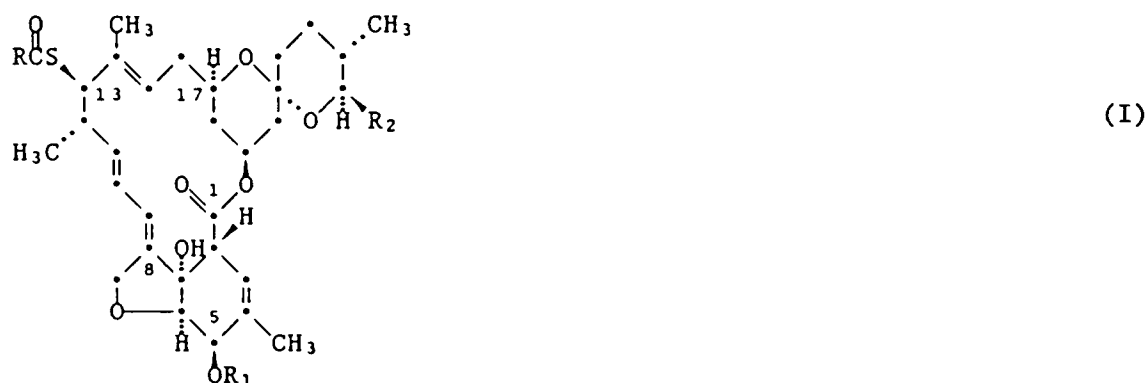 O CH₃ CH₃
RCS H O
13 17 O H R₂ (I)
H₃C
O 1 O
H
OH
8
O 5
H CH₃
OR₁